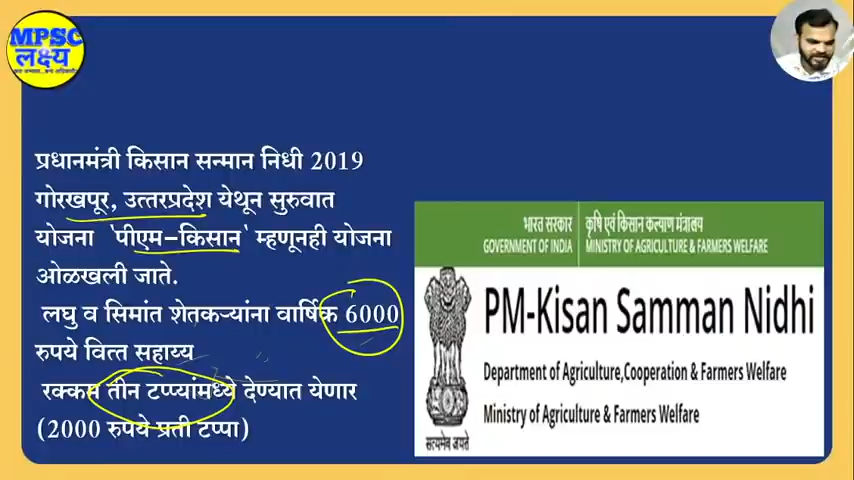 MPSC
लक्ष्य
प्रधानमंत्री किसान सन्मान निधी 2019
गोरखपूर, उत्तरप्रदेश येथून सुरुवात
योजना 'पीएम-किसान' म्हणूनही योजना
ओळखली जाते.
लघु व सिमांत शेतकऱ्यांना वार्षिक 6000
रुपये वित्त सहाय्य
रक्कम तीन टप्प्यांमध्ये देण्यात येणार
(2000 रुपये प्रती टप्पा)
भारत सरकार
GOVERNMENT OF INDIA
कृषि एवं किसान कल्याण मंत्रालय
MINISTRY OF AGRICULTURE & FARMERS WELFARE
PM-Kisan Samman Nidhi
Department of Agriculture,Cooperation & Farmers Welfare
Ministry of Agriculture & Farmers Welfare
सत्यमेव जयते